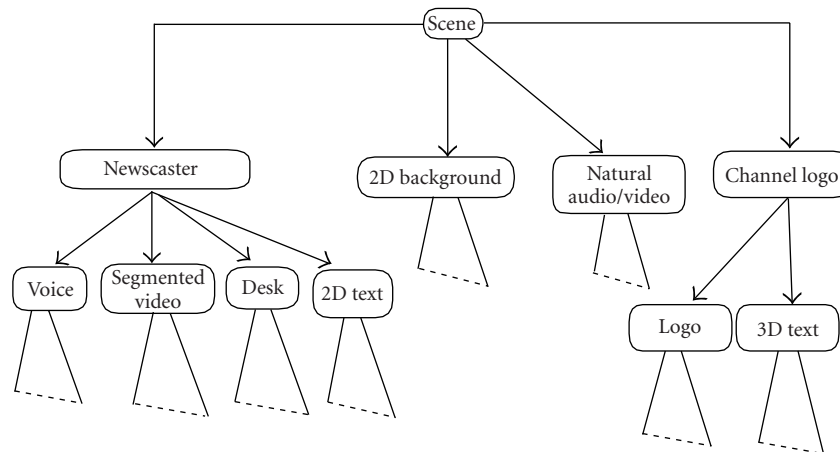 Scene
Newscaster
2D background
Natural
audio/video
Channel logo
Voice
Segmented
video
Desk
2D text
Logo
3D text